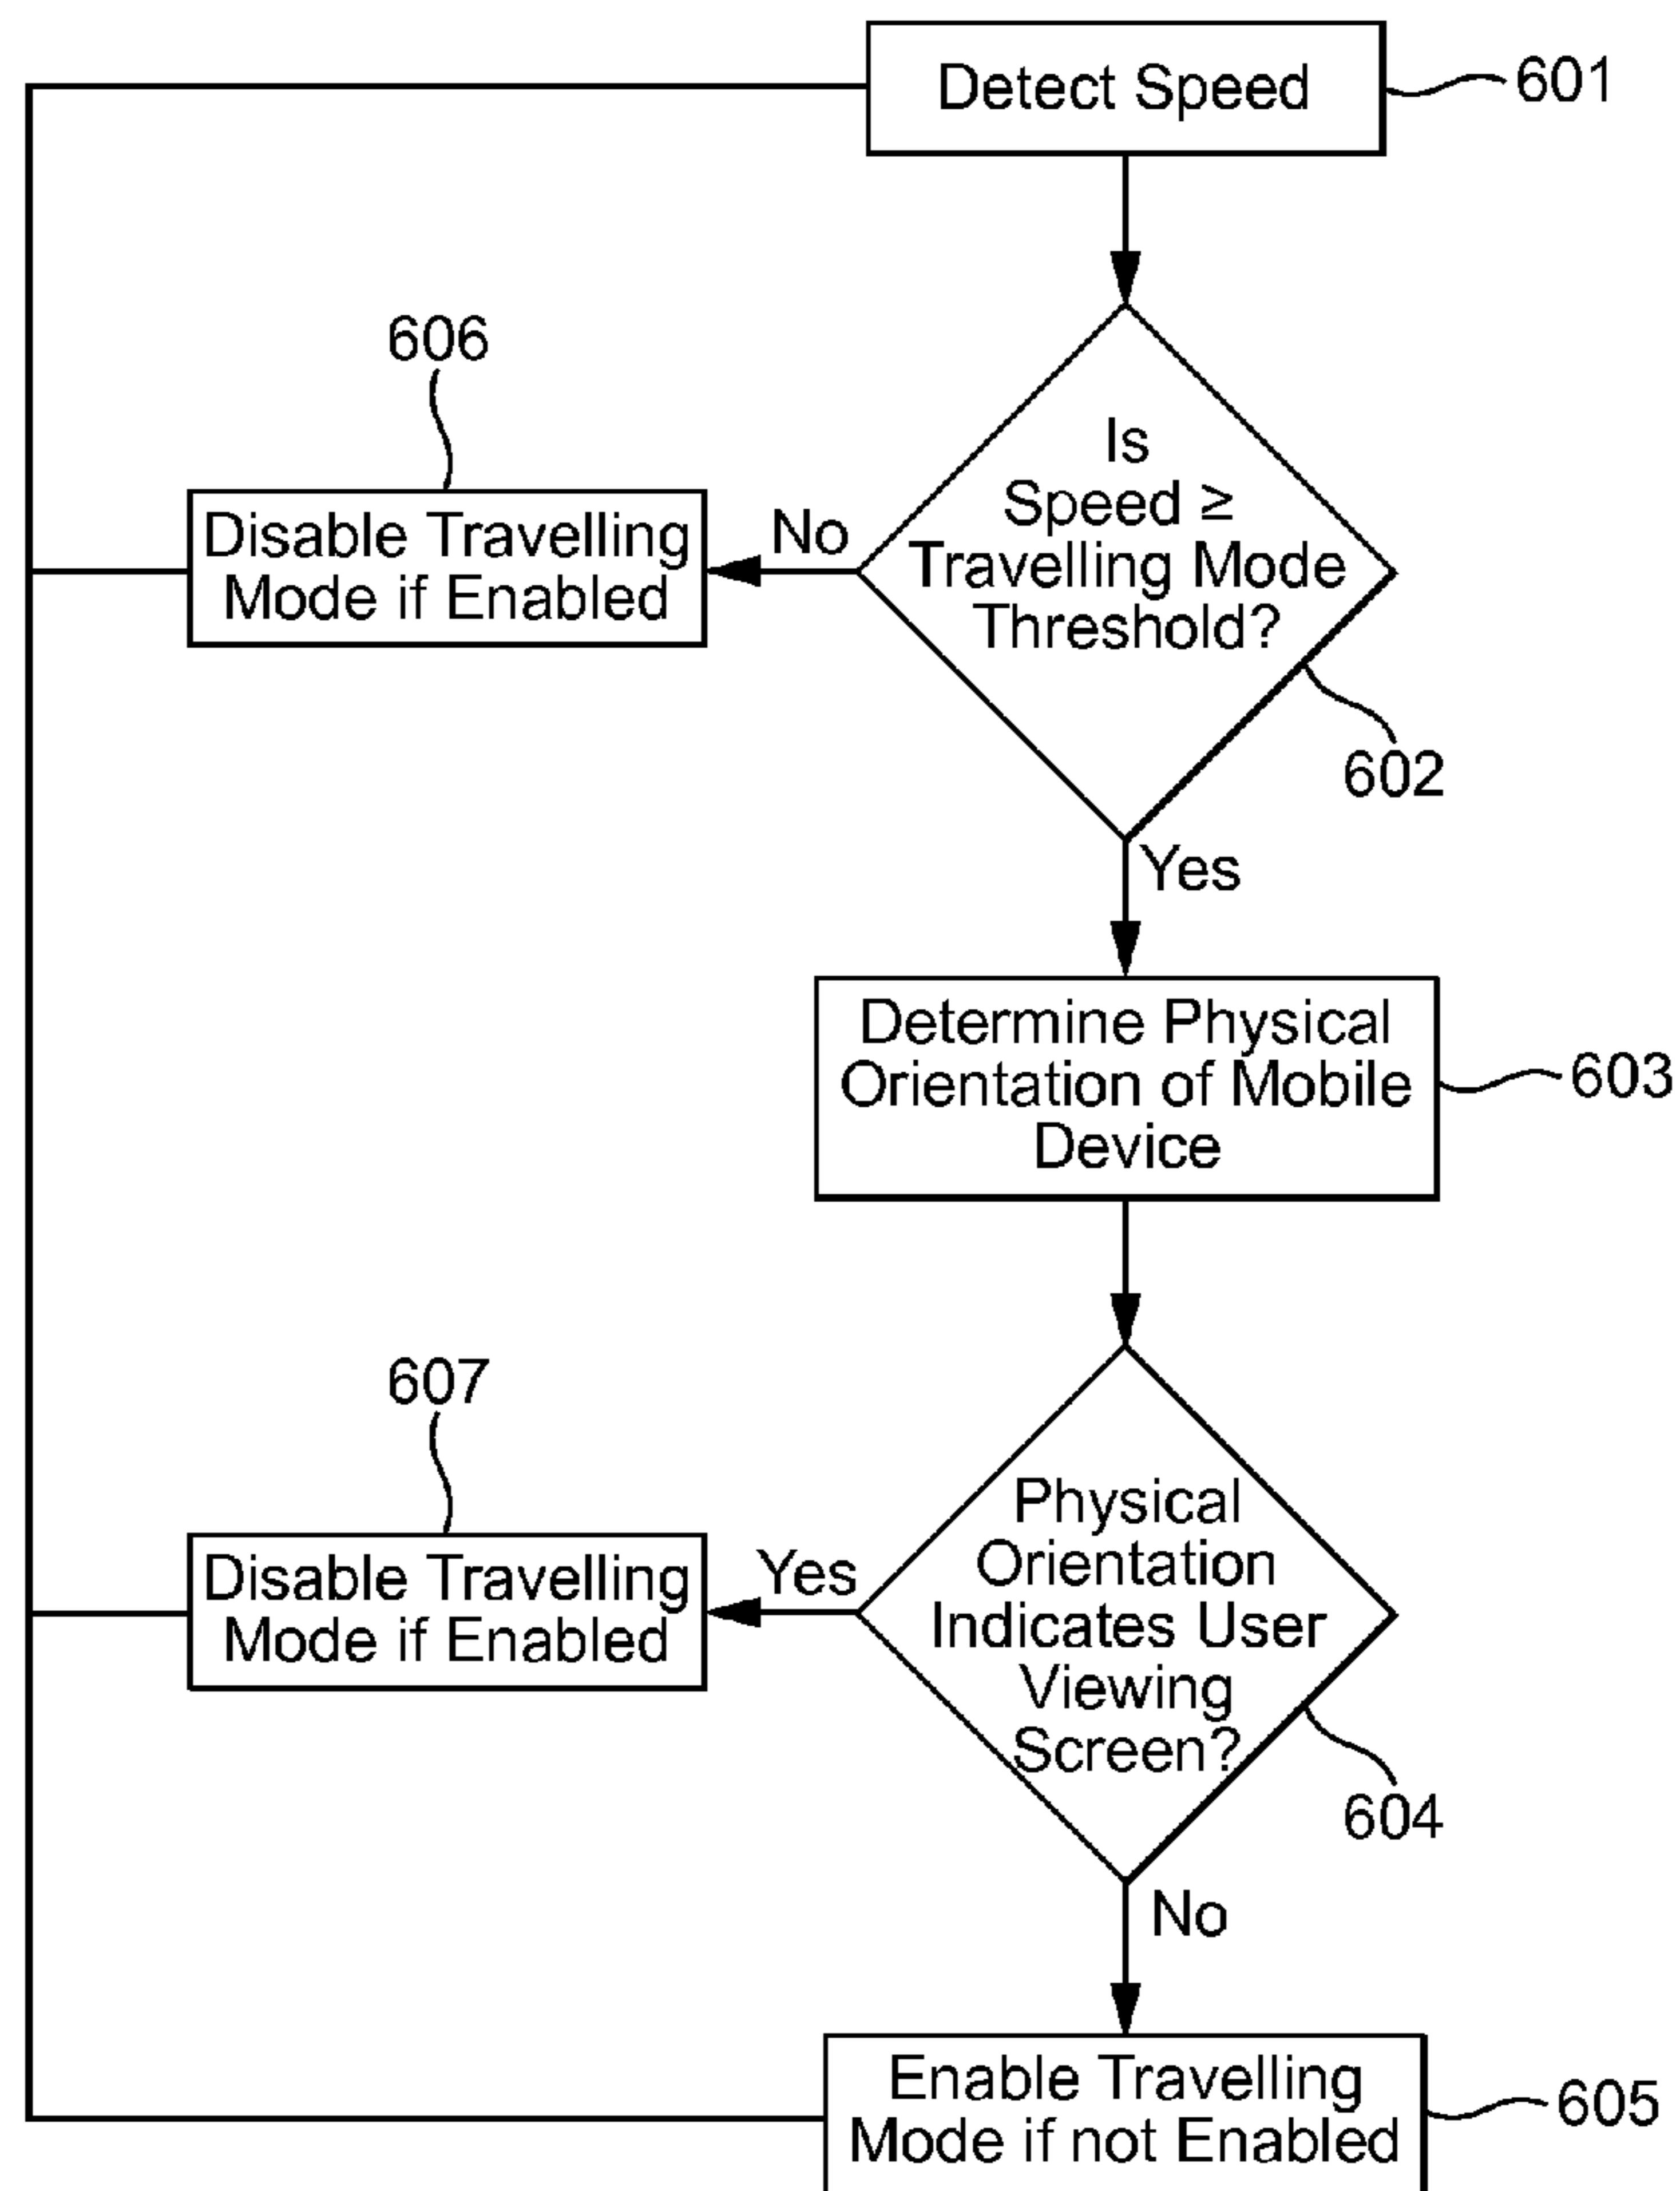 Detect Speed
601
606
Is
Speed ≥
Travelling Mode
Threshold?
No
Disable Travelling
Mode if Enabled
602
Yes
Determine Physical
Orientation of Mobile
Device
603
607
Physical
Orientation
Indicates User
Viewing
Screen?
Yes
Disable Travelling
Mode if Enabled
604
No
Enable Travelling
Mode if not Enabled
605